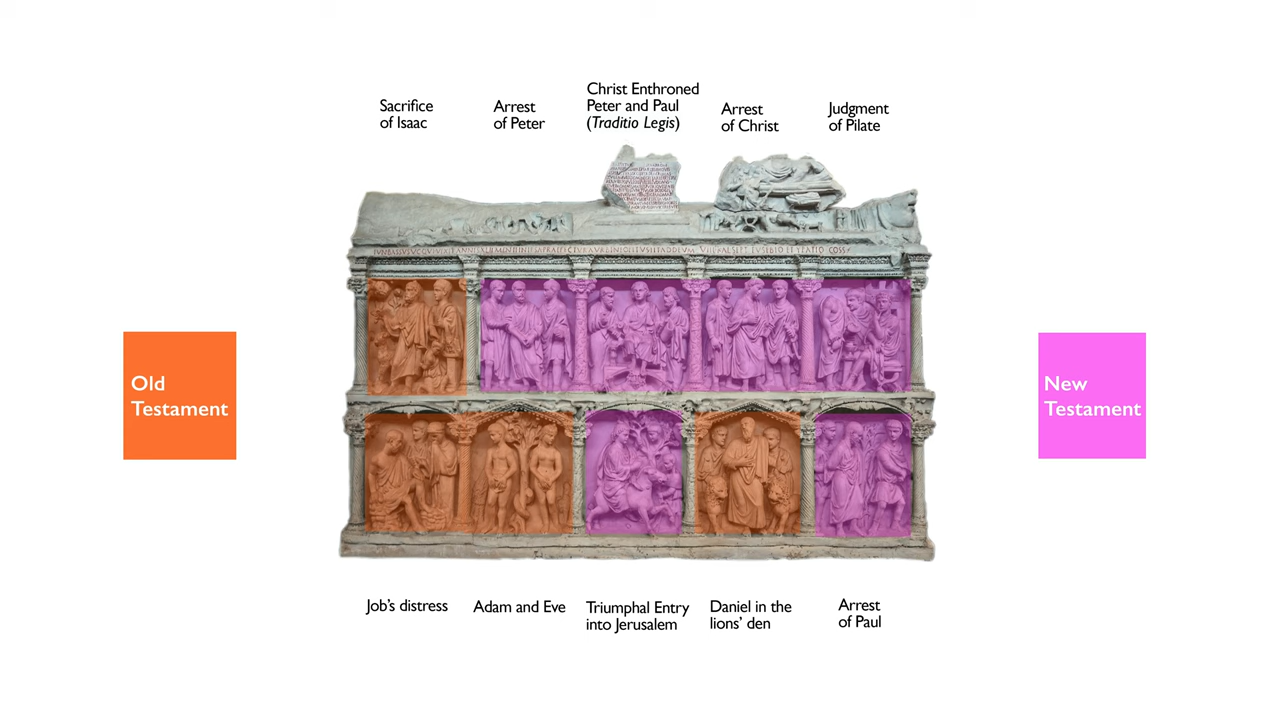 Sacrifice
of Isaac
Arrest
of Peter
Christ Enthroned
Peter and Paul
(Traditio Legis)
Arrest
of Christ
Judgment
of Pilate
Old
Testament
New
Testament
Job's distress
Adam and Eve
Triumphal Entry
into Jerusalem
Daniel in the
lions' den
Arrest
of Paul